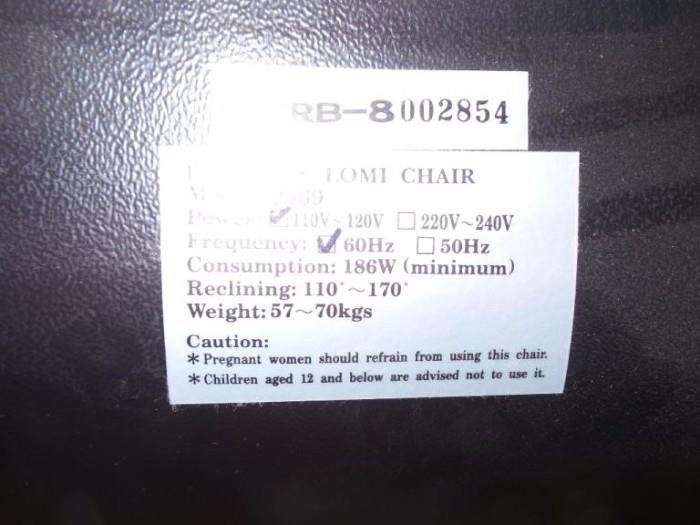 RB-8002854
LOMI CHAIR
Power: ☑110V~120V ☐220V~240V
Frequency: ☑60Hz ☐50Hz
Consumption: 186W (minimum)
Reclining: 110°~170°
Weight: 57~70kgs
Caution:
* Pregnant women should refrain from using this chair.
* Children aged 12 and below are advised not to use it.